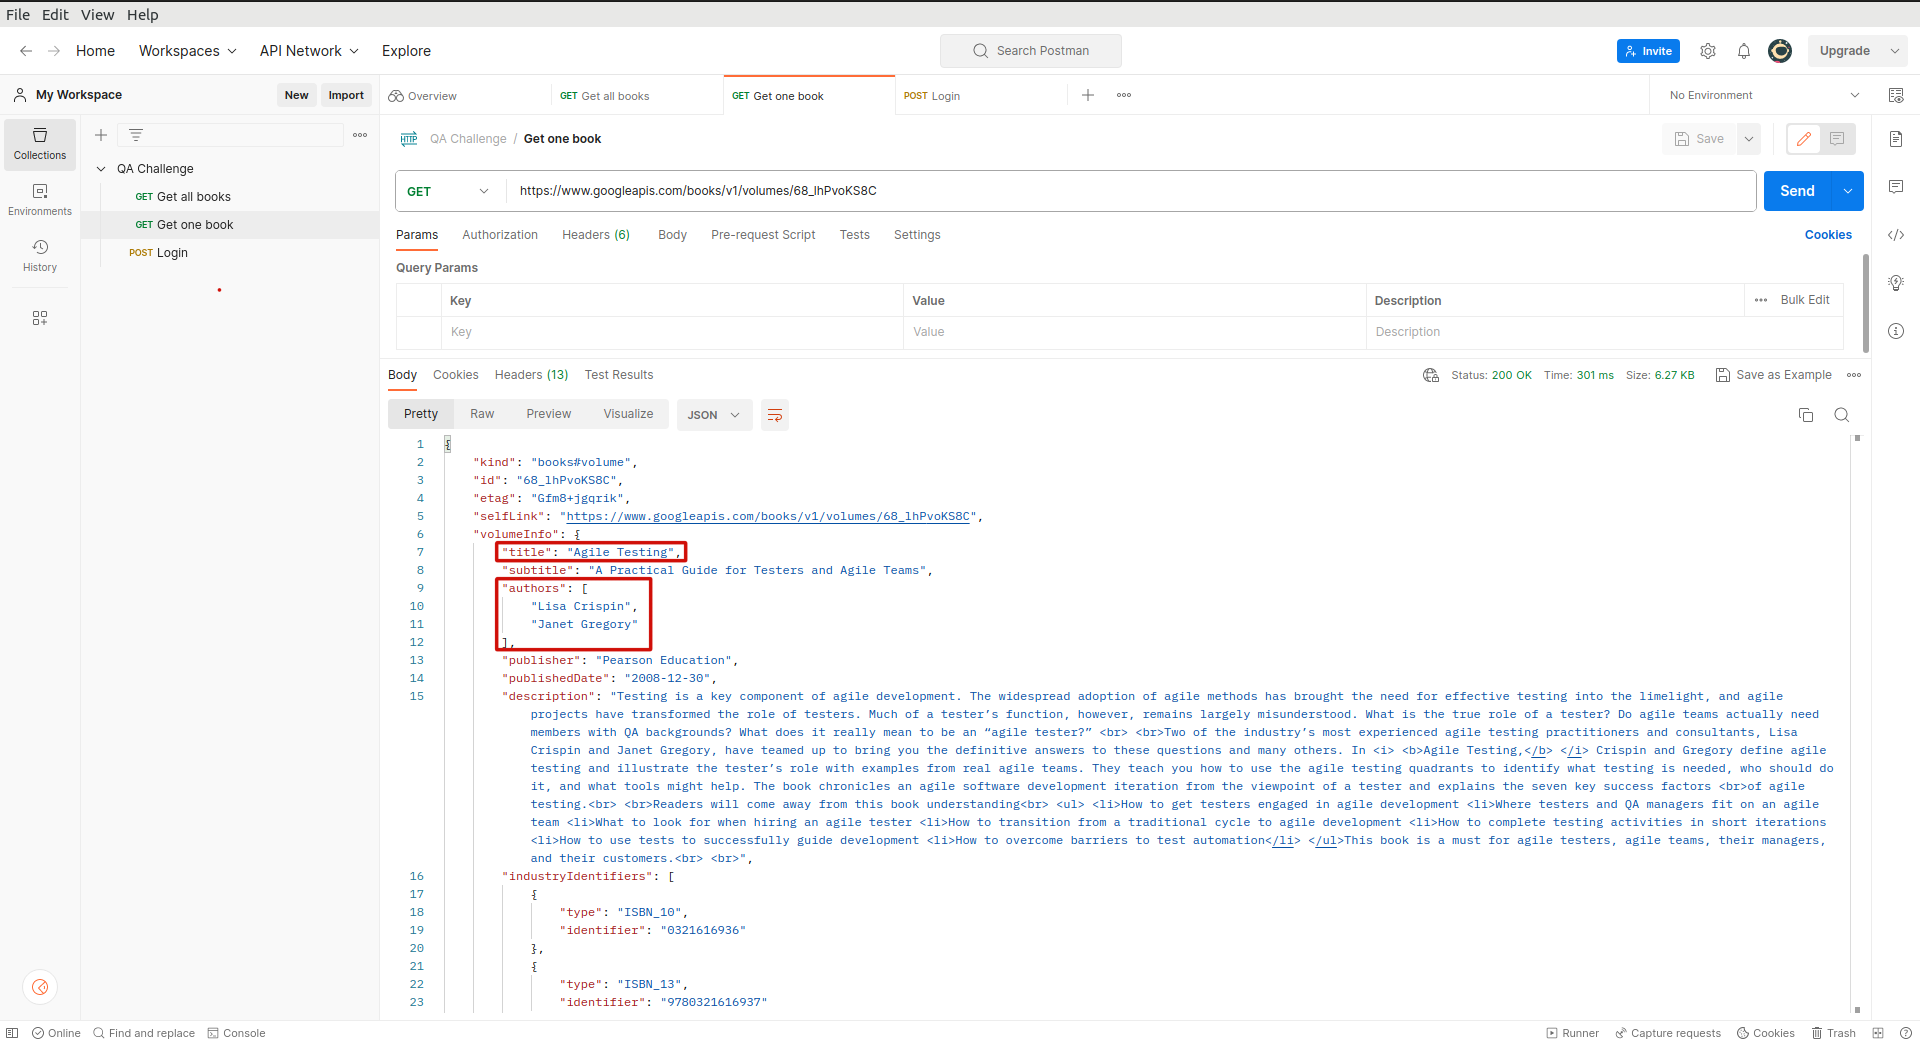 File Edit View Help
Home Workspaces API Network Explore Search Postman Invite Upgrade
My Workspace New Import Overview GET Get all books GET Get one book POST Login No Environment
Collections
Environments
History
QA Challenge
GET Get all books
GET Get one book
POST Login
HTTP QA Challenge / Get one book Save
GET https://www.googleapis.com/books/v1/volumes/68_lhPvoKS8C Send
Params Authorization Headers (6) Body Pre-request Script Tests Settings Cookies
Query Params
Key Value Description Bulk Edit
Key Value Description
Body Cookies Headers (13) Test Results Status: 200 OK Time: 301 ms Size: 6.27 KB Save as Example
Pretty Raw Preview Visualize JSON
1 {
2 "kind": "books#volume",
3 "id": "68_lhPvoKS8C",
4 "etag": "Gfm8+jgqrik",
5 "selfLink": "https://www.googleapis.com/books/v1/volumes/68_lhPvoKS8C",
6 "volumeInfo": {
7 "title": "Agile Testing",
8 "subtitle": "A Practical Guide for Testers and Agile Teams",
9 "authors": [
10 "Lisa Crispin",
11 "Janet Gregory"
12 ],
13 "publisher": "Pearson Education",
14 "publishedDate": "2008-12-30",
15 "description": "Testing is a key component of agile development. The widespread adoption of agile methods has brought the need for effective testing into the limelight, and agile
projects have transformed the role of testers. Much of a tester’s function, however, remains largely misunderstood. What is the true role of a tester? Do agile teams actually need
members with QA backgrounds? What does it really mean to be an “agile tester?” <br> <br>Two of the industry’s most experienced agile testing practitioners and consultants, Lisa
Crispin and Janet Gregory, have teamed up to bring you the definitive answers to these questions and many others. In <i> <b>Agile Testing,</b> </i> Crispin and Gregory define agile
testing and illustrate the tester’s role with examples from real agile teams. They teach you how to use the agile testing quadrants to identify what testing is needed, who should do
it, and what tools might help. The book chronicles an agile software development iteration from the viewpoint of a tester and explains the seven key success factors <br>of agile
testing.<br> <br>Readers will come away from this book understanding<br> <ul> <li>How to get testers engaged in agile development <li>Where testers and QA managers fit on an agile
team <li>What to look for when hiring an agile tester <li>How to transition from a traditional cycle to agile development <li>How to complete testing activities in short iterations
<li>How to use tests to successfully guide development <li>How to overcome barriers to test automation</li> </ul>This book is a must for agile testers, agile teams, their managers,
and their customers.<br> <br>",
16 "industryIdentifiers": [
17 {
18 "type": "ISBN_10",
19 "identifier": "0321616936"
20 },
21 {
22 "type": "ISBN_13",
23 "identifier": "9780321616937"
Online Find and replace Console Runner Capture requests Cookies Trash